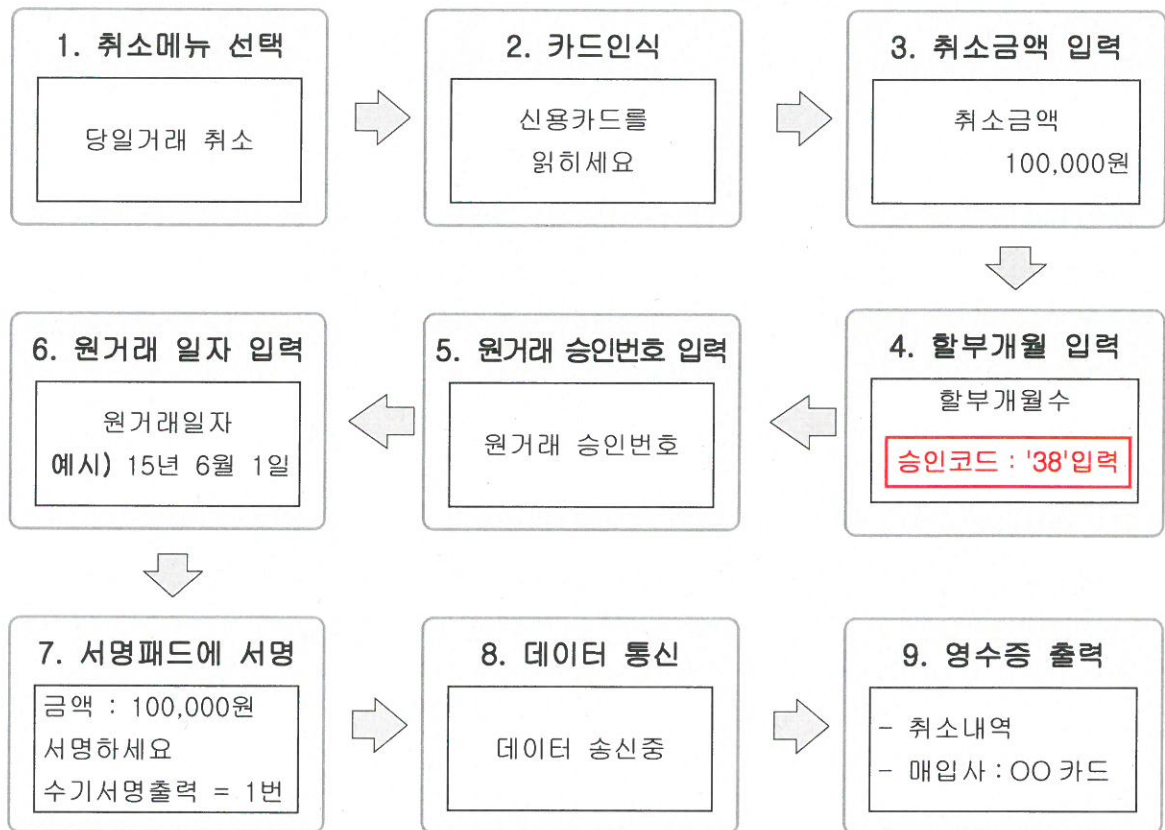 1. 취소메뉴 선택
당일거래 취소
2. 카드인식
신용카드를
읽히세요
3. 취소금액 입력
취소금액
100,000원
4. 할부개월 입력
할부개월수
승인코드 : '38'입력
5. 원거래 승인번호 입력
원거래 승인번호
6. 원거래 일자 입력
원거래일자
예시) 15년 6월 1일
7. 서명패드에 서명
금액 : 100,000원
서명하세요
수기서명출력 = 1번
8. 데이터 통신
데이터 송신중
9. 영수증 출력
- 취소내역
- 매입사 : OO 카드